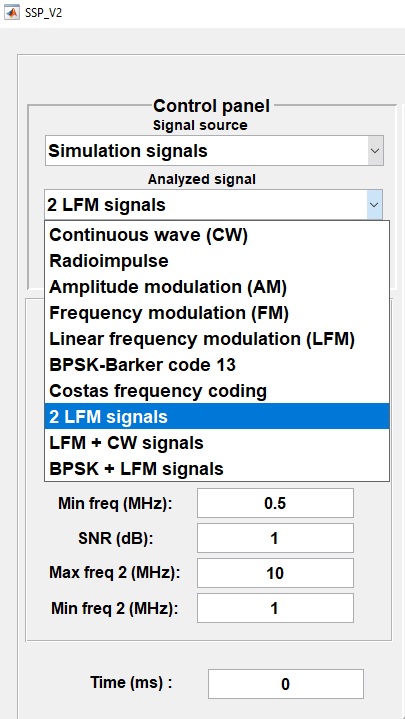 SSP_V2
Control panel
Signal source
Simulation signals
Analyzed signal
2 LFM signals
Continuous wave (CW)
Radioimpulse
Amplitude modulation (AM)
Frequency modulation (FM)
Linear frequency modulation (LFM)
BPSK-Barker code 13
Costas frequency coding
2 LFM signals
LFM + CW signals
BPSK + LFM signals
Min freq (MHz): 0.5
SNR (dB): 1
Max freq 2 (MHz): 10
Min freq 2 (MHz): 1
Time (ms) : 0